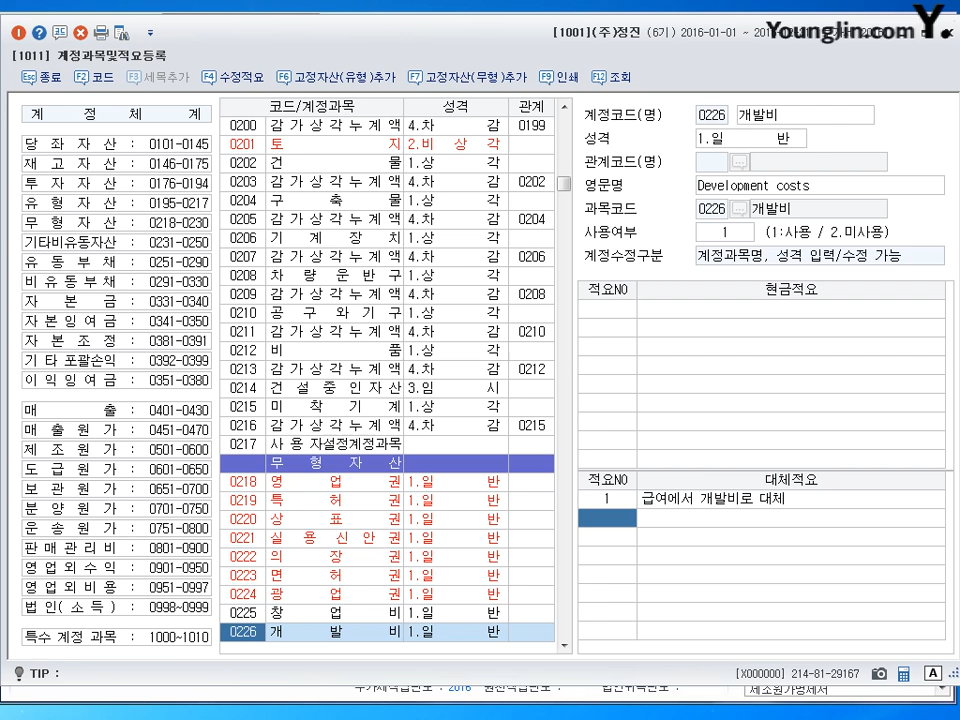 [1001](주)정진 (6기) 2016-01-01 ~
Younglin.com Y.
[1011] 계정과목및적요등록
Esc 종료 F2 코드 F3 세목추가 F4 수정적요 F6 고정자산(유형)추가 F7 고정자산(무형)추가 F9 인쇄 F12 조회
계 정 체 계
당 좌 자 산 : 0101-0145
재 고 자 산 : 0146-0175
투 자 자 산 : 0176-0194
유 형 자 산 : 0195-0217
무 형 자 산 : 0218-0230
기타비유동자산 : 0231-0250
유 동 부 채 : 0251-0290
비 유 동 부 채 : 0291-0330
자 본 금 : 0331-0340
자 본 잉 여 금 : 0341-0350
자 본 조 정 : 0381-0391
기 타 포괄손익 : 0392-0399
이 익 잉 여 금 : 0351-0380
매 출 : 0401-0430
매 출 원 가 : 0451-0470
제 조 원 가 : 0501-0600
도 급 원 가 : 0601-0650
보 관 원 가 : 0651-0700
분 양 원 가 : 0701-0750
운 송 원 가 : 0751-0800
판 매 관 리 비 : 0801-0900
영 업 외 수 익 : 0901-0950
영 업 외 비 용 : 0951-0997
법 인( 소 득 ) : 0998~0999
특수 계정 과목 : 1000~1010
코드/계정과목 성격 관계
0200 감 가 상 각 누 계 액 4.차 감 0199
0201 토 지 2.비 상 각
0202 건 물 1.상 각
0203 감 가 상 각 누 계 액 4.차 감 0202
0204 구 축 물 1.상 각
0205 감 가 상 각 누 계 액 4.차 감 0204
0206 기 계 장 치 1.상 각
0207 감 가 상 각 누 계 액 4.차 감 0206
0208 차 량 운 반 구 1.상 각
0209 감 가 상 각 누 계 액 4.차 감 0208
0210 공 구 와 기 구 1.상 각
0211 감 가 상 각 누 계 액 4.차 감 0210
0212 비 품 1.상 각
0213 감 가 상 각 누 계 액 4.차 감 0212
0214 건 설 중 인 자 산 3.임 시
0215 미 착 기 계 1.상 각
0216 감 가 상 각 누 계 액 4.차 감 0215
0217 사 용 자설정계정과목
무 형 자 산
0218 영 업 권 1.일 반
0219 특 허 권 1.일 반
0220 상 표 권 1.일 반
0221 실 용 신 안 권 1.일 반
0222 의 장 권 1.일 반
0223 면 허 권 1.일 반
0224 광 업 권 1.일 반
0225 창 업 비 1.일 반
0226 개 발 비 1.일 반
계정코드(명) 0226 개발비
성격 1.일 반
관계코드(명)
영문명 Development costs
과목코드 0226 개발비
사용여부 1 (1:사용 / 2.미사용)
계정수정구분 계정과목명, 성격 입력/수정 가능
적요NO 현금적요
적요NO 대체적요
1 급여에서 개발비로 대체
TIP :
[X000000] 214-81-29167 A
2016
제조원가명세서